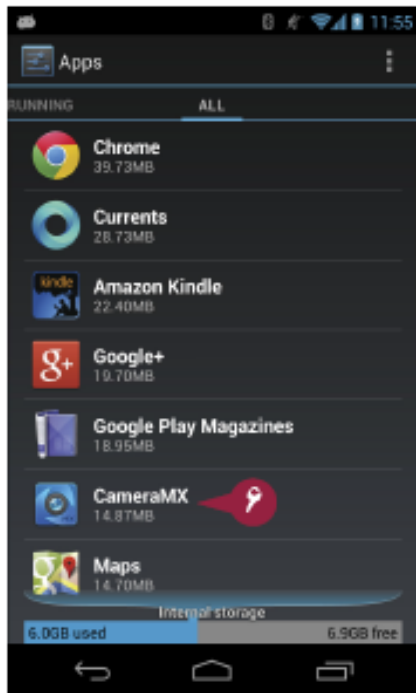 11:55
Apps
RUNNING ALL
Chrome
39.73MB
Currents
28.73MB
kindle
Amazon Kindle
22.40MB
g+
Google+
19.70MB
Google Play Magazines
18.95MB
CameraMX
14.87MB
Maps
14.70MB
Internal storage
6.0GB used 6.9GB free